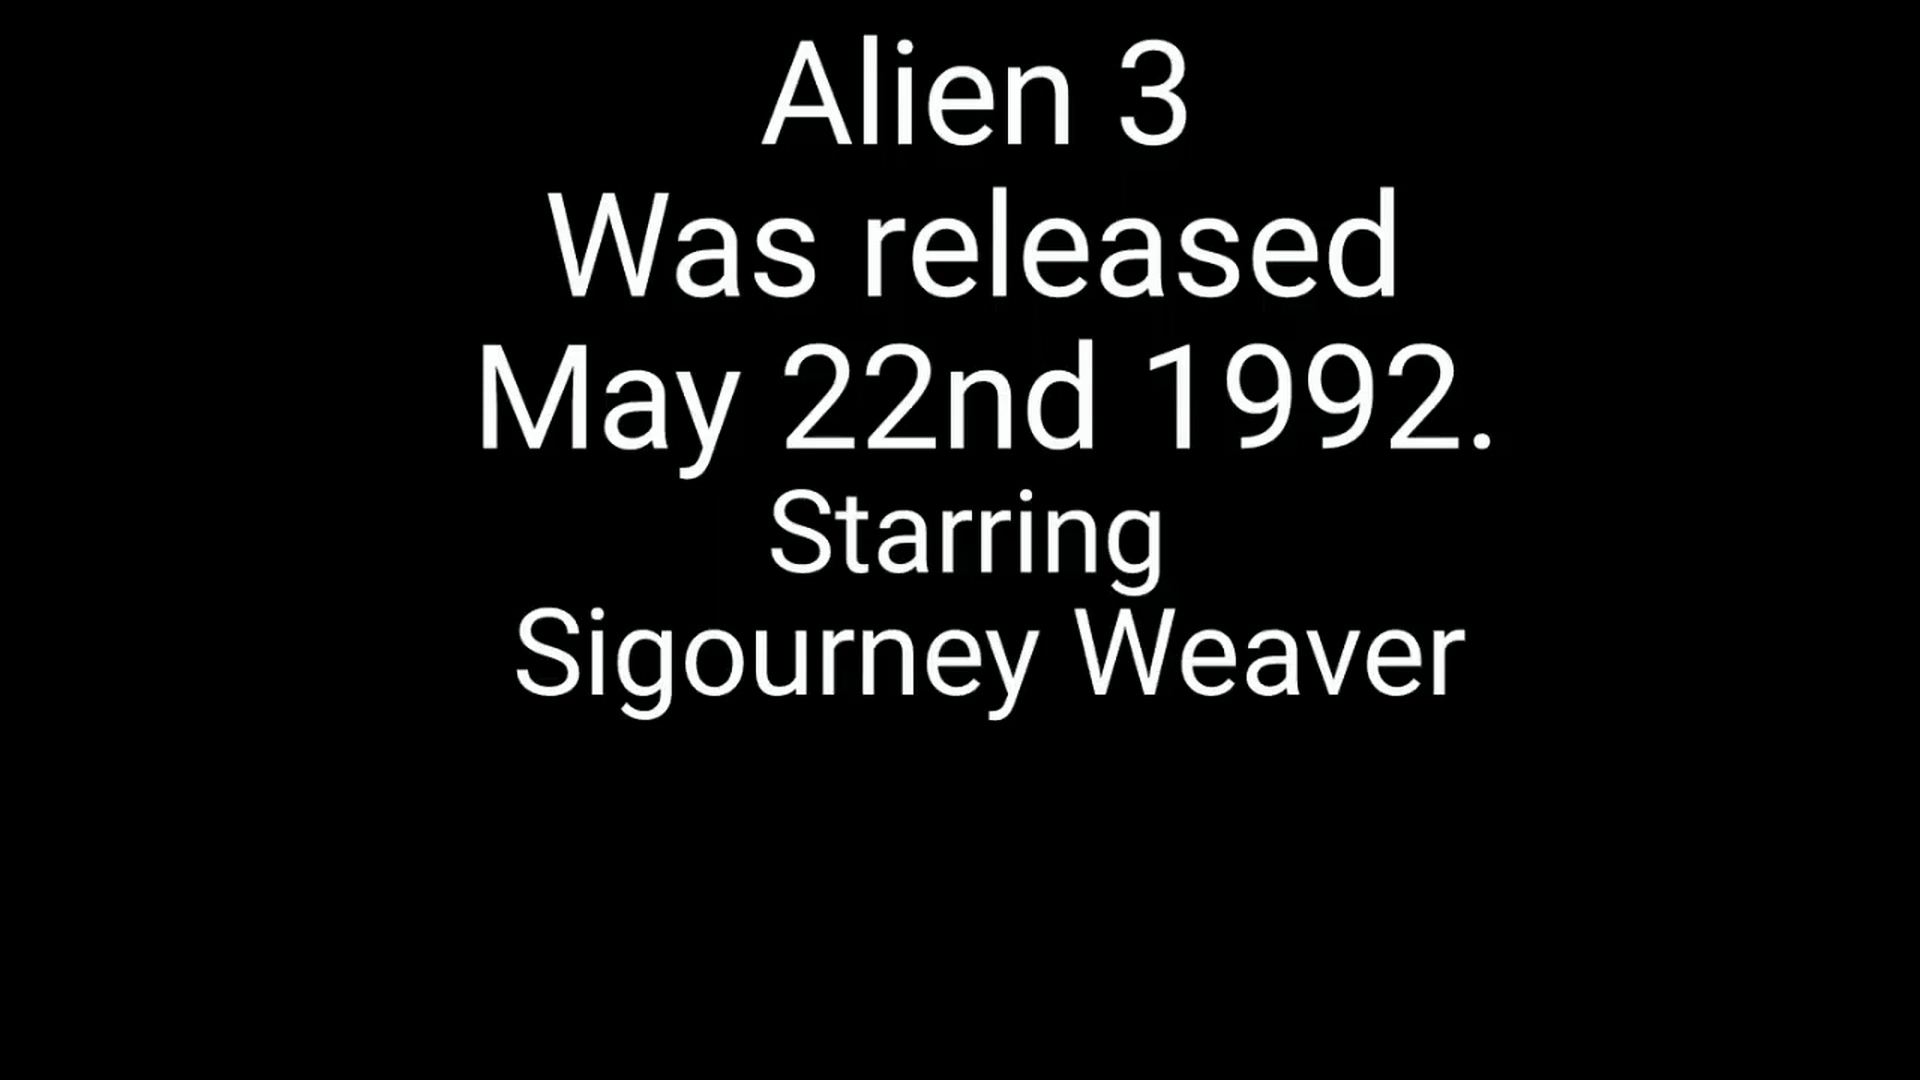 Alien 3
Was released
May 22nd 1992.
Starring
Sigourney Weaver